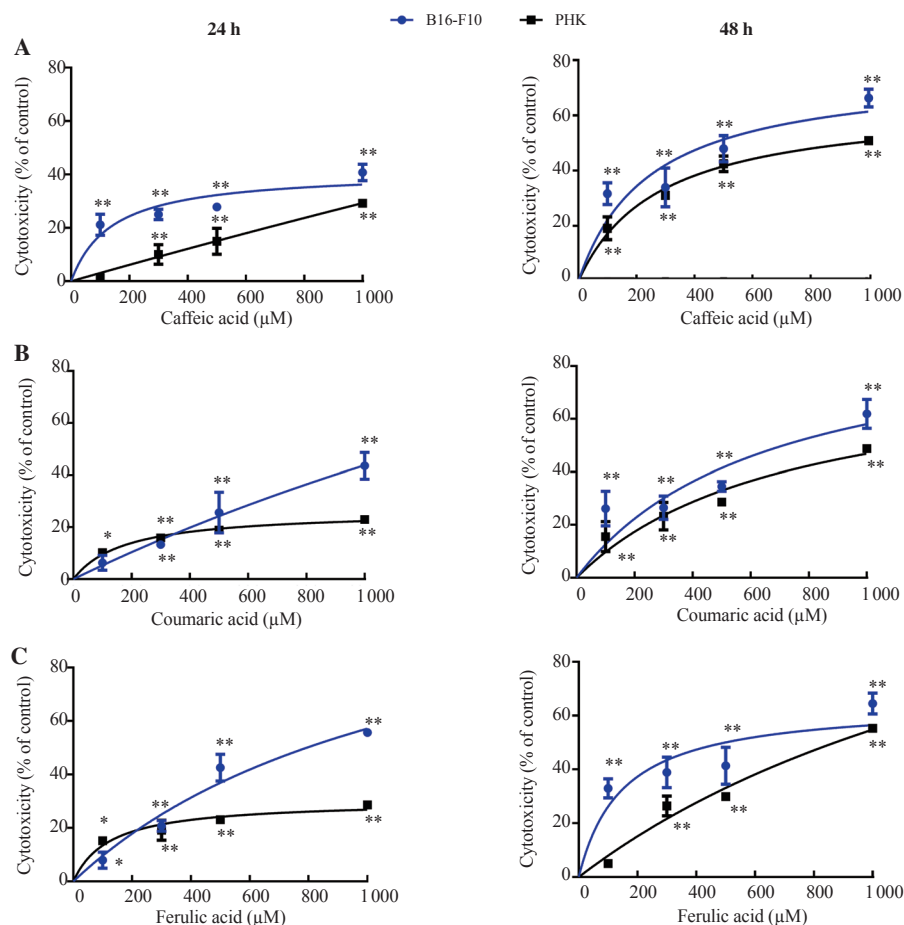 24 h
B16-F10 PHK
48 h
A
Cytotoxicity (% of control)
80
60
40
20
0
** ** ** **
** ** **
0 200 400 600 800 1 000
Caffeic acid (µM)
Cytotoxicity (% of control)
80
60
40
20
0
** ** ** **
** ** ** **
0 200 400 600 800 1 000
Caffeic acid (µM)
B
Cytotoxicity (% of control)
80
60
40
20
0
* ** ** **
** ** **
0 200 400 600 800 1 000
Coumaric acid (µM)
Cytotoxicity (% of control)
80
60
40
20
0
** ** ** **
** ** ** **
0 200 400 600 800 1 000
Coumaric acid (µM)
C
Cytotoxicity (% of control)
80
60
40
20
0
* ** ** **
* ** ** **
0 200 400 600 800 1 000
Ferulic acid (µM)
Cytotoxicity (% of control)
80
60
40
20
0
** ** ** **
** ** **
0 200 400 600 800 1 000
Ferulic acid (µM)